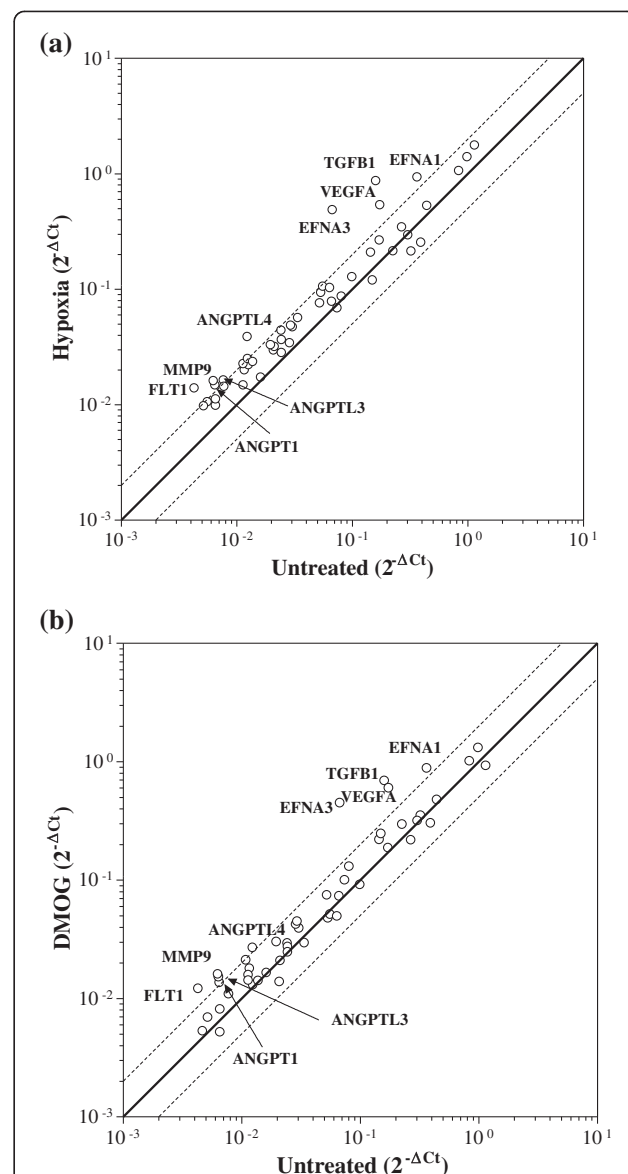 (a)
10^1
TGFB1 EFNA1
10^0
VEGFA
EFNA3
Hypoxia (2^-ΔCt)
10^-1
ANGPTL4
MMP9
FLT1
10^-2
ANGPTL3
ANGPT1
10^-3
10^-3 10^-2 10^-1 10^0 10^1
Untreated (2^-ΔCt)
(b)
10^1
EFNA1
10^0
TGFB1
VEGFA
EFNA3
DMOG (2^-ΔCt)
10^-1
ANGPTL4
MMP9
FLT1
10^-2
ANGPTL3
ANGPT1
10^-3
10^-3 10^-2 10^-1 10^0 10^1
Untreated (2^-ΔCt)